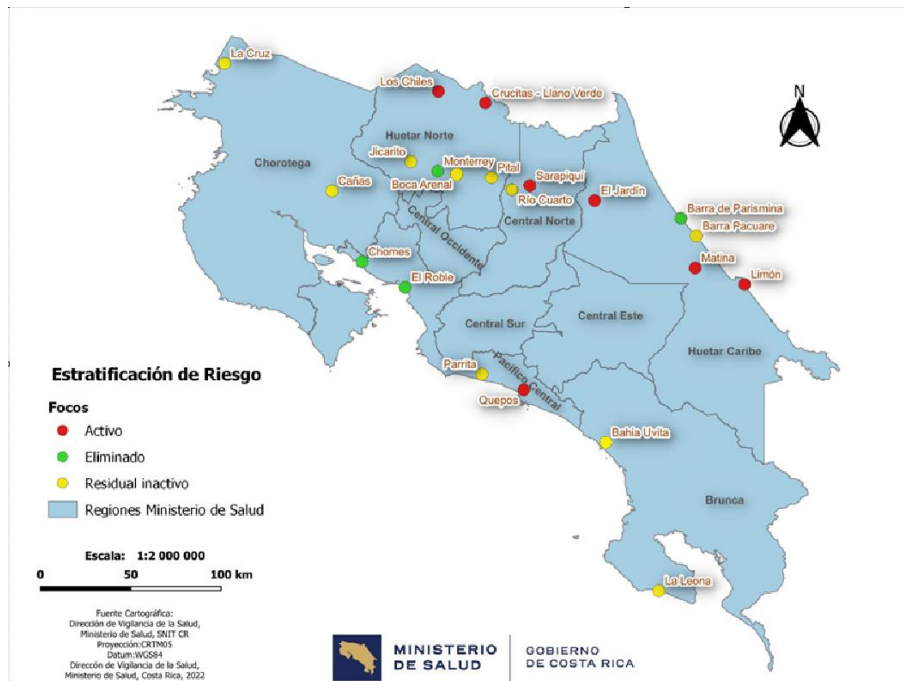 La Cruz
Los Chiles
Crucitas - Llano Verde
N
Huetar Norte
Jicarito
Monterrey
Chorotega
Pital
Sarapiquí
Boca Arenal
Cañas
Río Cuarto
El Jardín
Barra de Parismina
Central Norte
Barra Pacuare
Central Occidente
Chomes
Matina
El Roble
Limón
Central Sur
Central Este
Huetar Caribe
Parrita
Pacífico Central
Quepos
Bahía Uvita
Brunca
La Leona
Estratificación de Riesgo
Focos
Activo
Eliminado
Residual inactivo
Regiones Ministerio de Salud
Escala: 1:2 000 000
0 50 100 km
Fuente Cartográfica:
Dirección de Vigilancia de la Salud,
Ministerio de Salud, SNIT CR
Proyección:CRTM05
Datum:WGS84
Direccón de Vigilancia de la Salud,
Ministerio de Salud, Costa Rica, 2022
MINISTERIO
DE SALUD
GOBIERNO
DE COSTA RICA